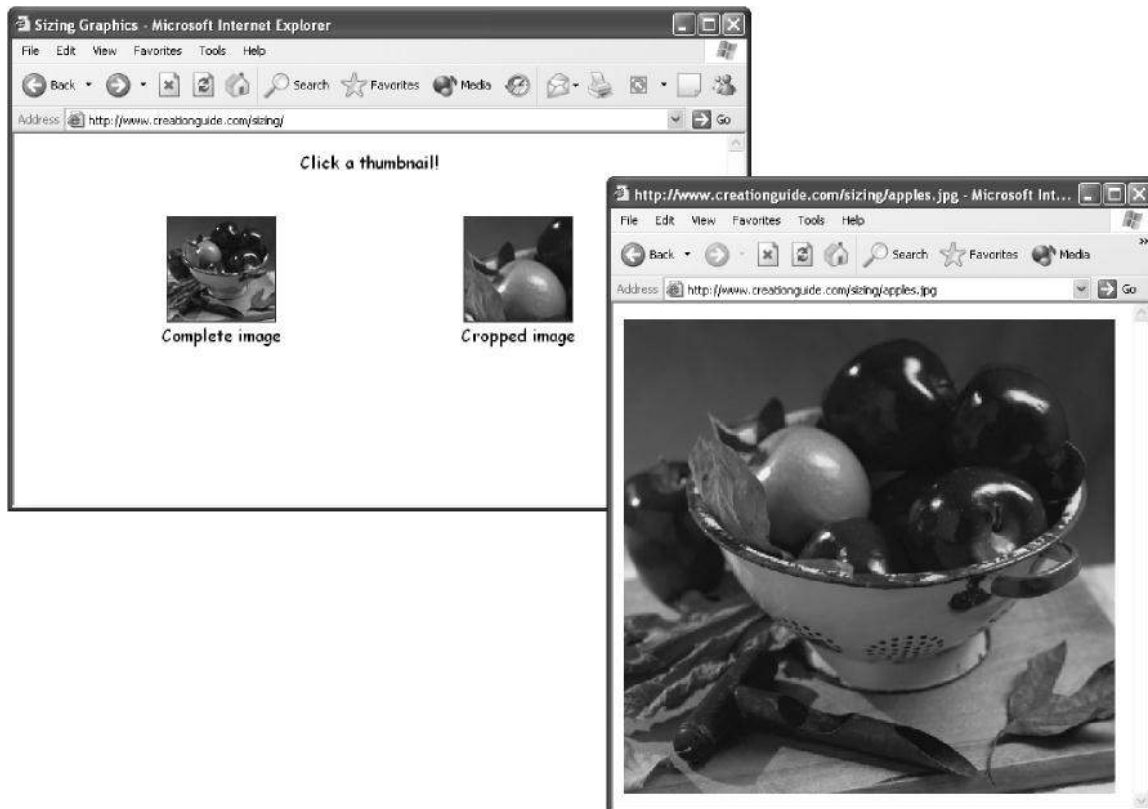 Sizing Graphics - Microsoft Internet Explorer
File Edit View Favorites Tools Help
Back Search Favorites Media
Address http://www.creationguide.com/sizing/ Go
Click a thumbnail!
Complete image
Cropped image
http://www.creationguide.com/sizing/apples.jpg - Microsoft Int...
File Edit View Favorites Tools Help
Back Search Favorites Media »
Address http://www.creationguide.com/sizing/apples.jpg Go